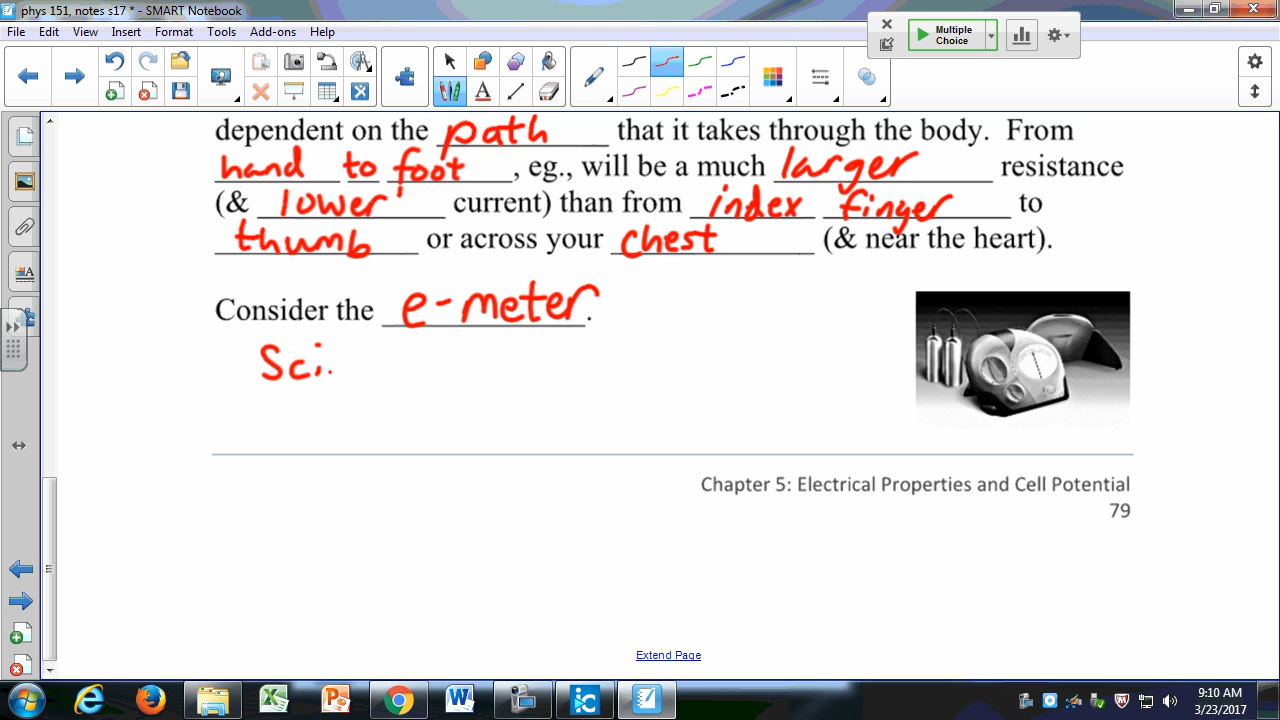 phys 151, notes s17 * - SMART Notebook
File Edit View Insert Format Tools Add-ons Help
Multiple Choice
dependent on the path that it takes through the body. From
hand to foot, eg., will be a much larger resistance
(& lower current) than from index finger to
thumb or across your chest (& near the heart).
Consider the e-meter.
Sci.
Chapter 5: Electrical Properties and Cell Potential
79
Extend Page
9:10 AM
3/23/2017